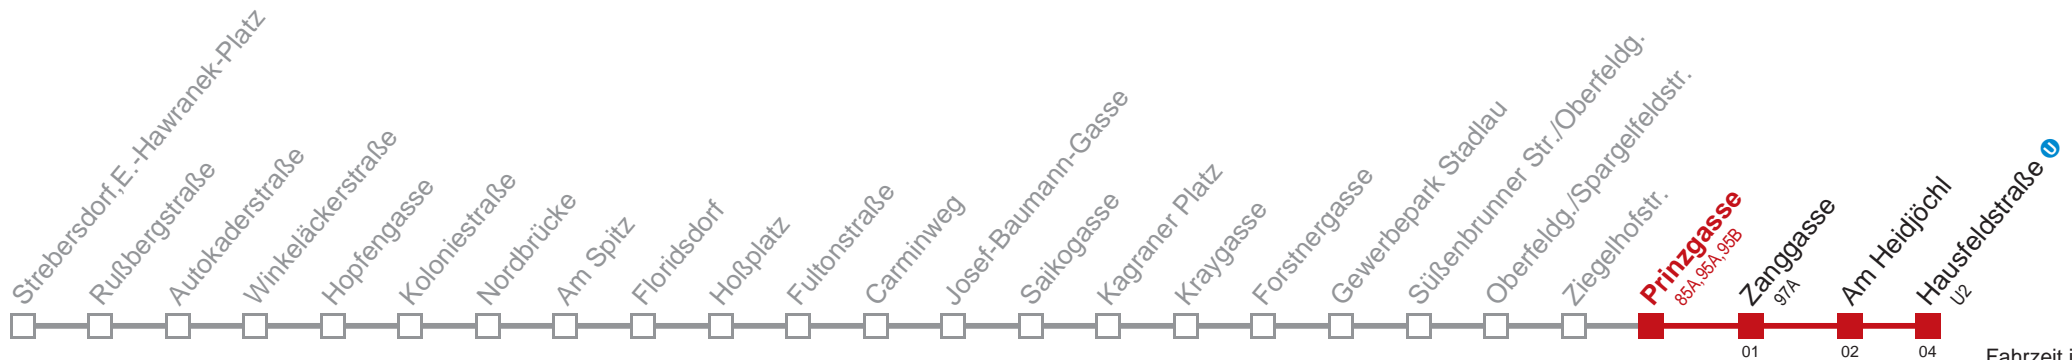 Strebersdorf,E.-Hawranek-Platz
Rußbergstraße
Autokaderstraße
Winkeläckerstraße
Hopfengasse
Koloniestraße
Nordbrücke
Am Spitz
Floridsdorf
Hoßplatz
Fultonstraße
Carminweg
Josef-Baumann-Gasse
Saikogasse
Kagraner Platz
Kraygasse
Forstnergasse
Gewerbepark Stadlau
Süßenbrunner Str./Oberfeldg.
Oberfeldg./Spargelfeldstr.
Ziegelhofstr.
Prinzgasse
85A,95A,95B
Zanggasse
97A
Am Heidjöchl
Hausfeldstraße U
U2
01
02
04
Fahrzeit i